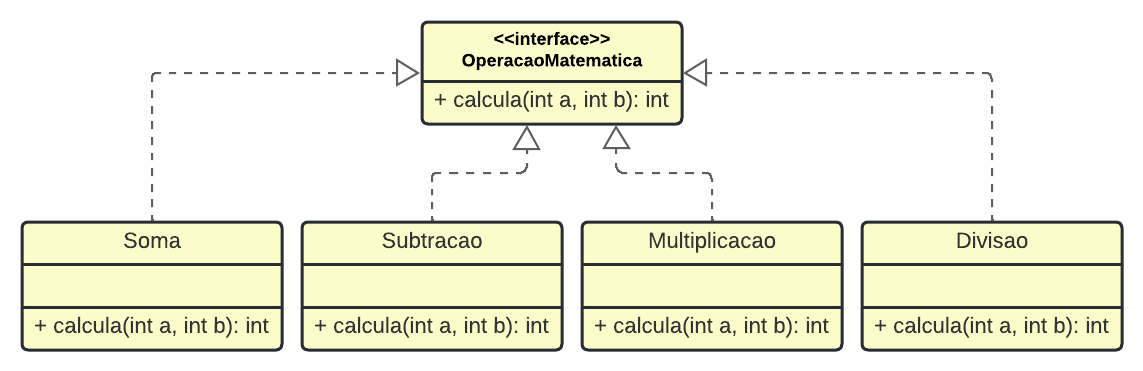 <<interface>>
OperacaoMatematica
+ calcula(int a, int b): int
Soma
+ calcula(int a, int b): int
Subtracao
+ calcula(int a, int b): int
Multiplicacao
+ calcula(int a, int b): int
Divisao
+ calcula(int a, int b): int